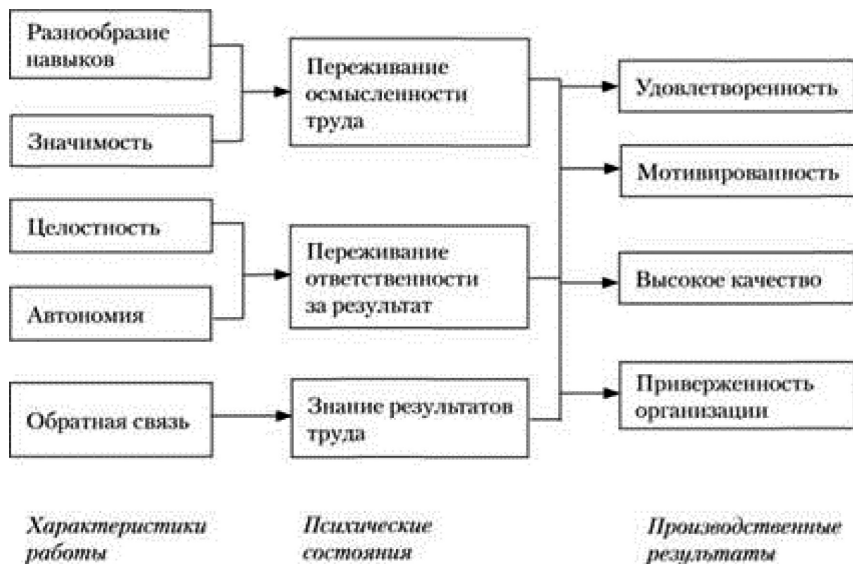 Разнообразие
навыков
Значимость
Целостность
Автономия
Обратная связь
Переживание
осмысленности
труда
Переживание
ответственности
за результат
Знание результатов
труда
Удовлетворенность
Мотивированность
Высокое качество
Приверженность
организации
Характеристики
работы
Психические
состояния
Производственные
результаты